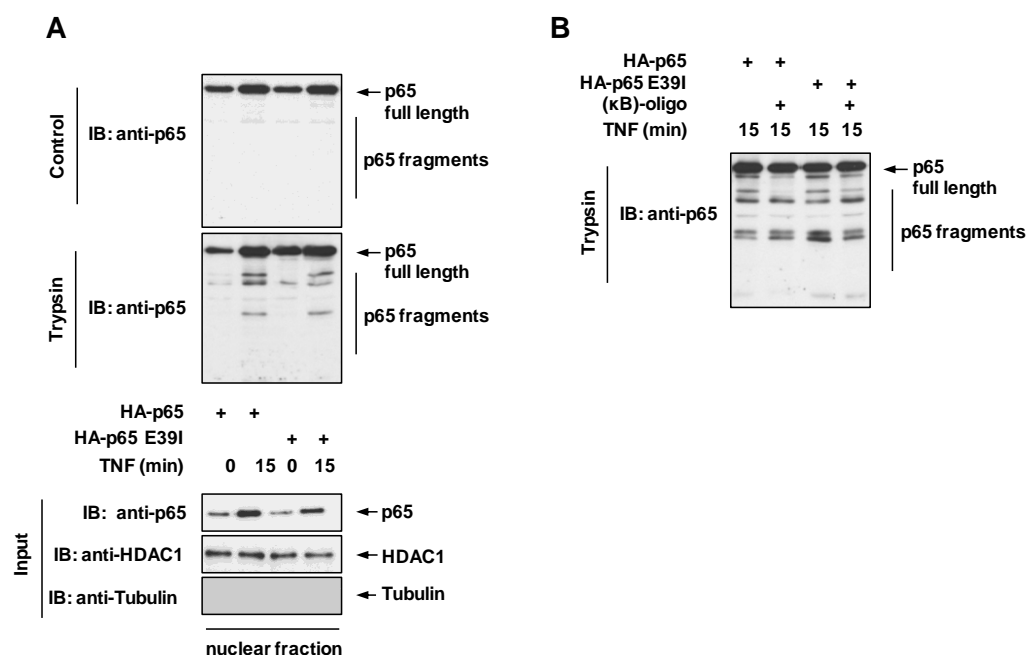 A
Control
IB: anti-p65
p65
full length
p65 fragments
Trypsin
IB: anti-p65
p65
full length
p65 fragments
HA-p65 + +
HA-p65 E39I + +
TNF (min) 0 15 0 15
Input
IB: anti-p65
p65
IB: anti-HDAC1
HDAC1
IB: anti-Tubulin
Tubulin
nuclear fraction
B
HA-p65 + +
HA-p65 E39I + +
(κB)-oligo + +
TNF (min) 15 15 15 15
Trypsin
IB: anti-p65
p65
full length
p65 fragments